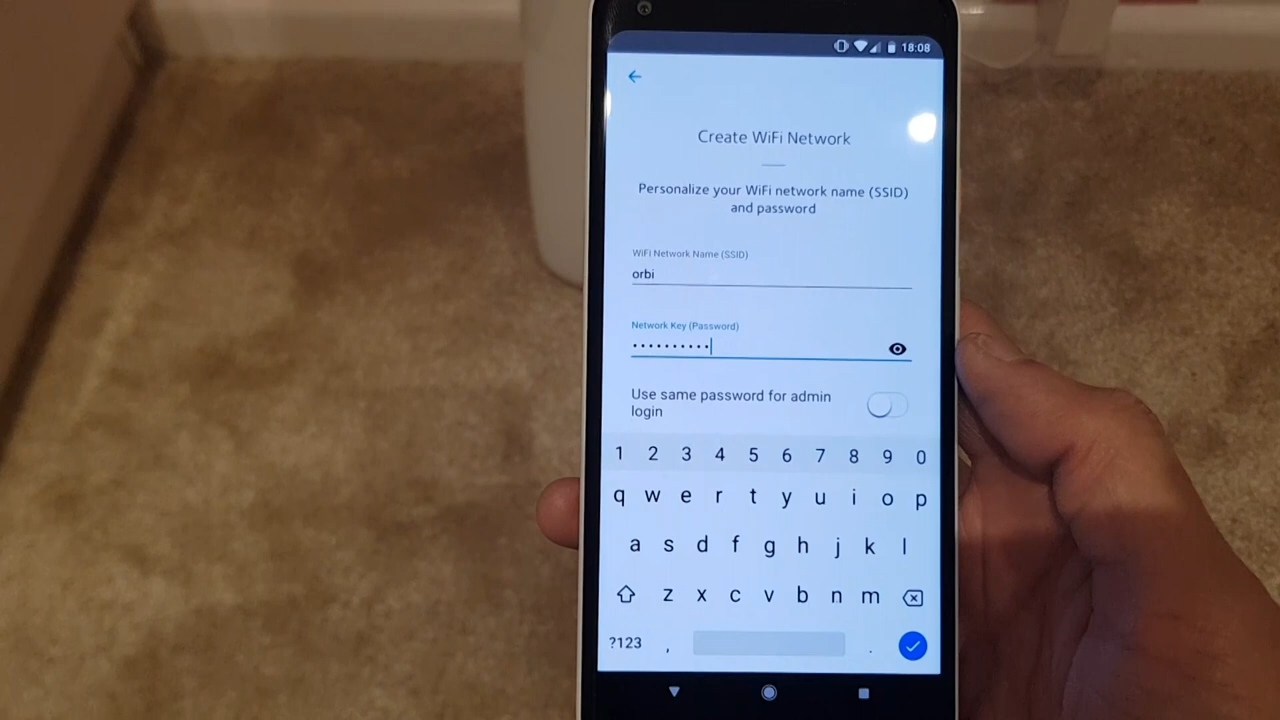 18:08
Create WiFi Network
Personalize your WiFi network name (SSID)
and password
WiFi Network Name (SSID)
orbi
Network Key (Password)
••••••••••
Use same password for admin
login
1 2 3 4 5 6 7 8 9 0
q w e r t y u i o p
a s d f g h j k l
z x c v b n m
?123 , .